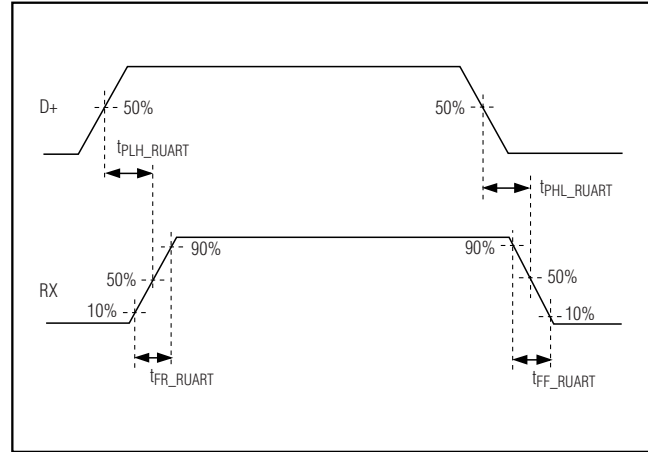 D+
50%
50%
tPLH_RUART
tPHL_RUART
RX
90%
50%
10%
90%
50%
10%
tFR_RUART
tFF_RUART